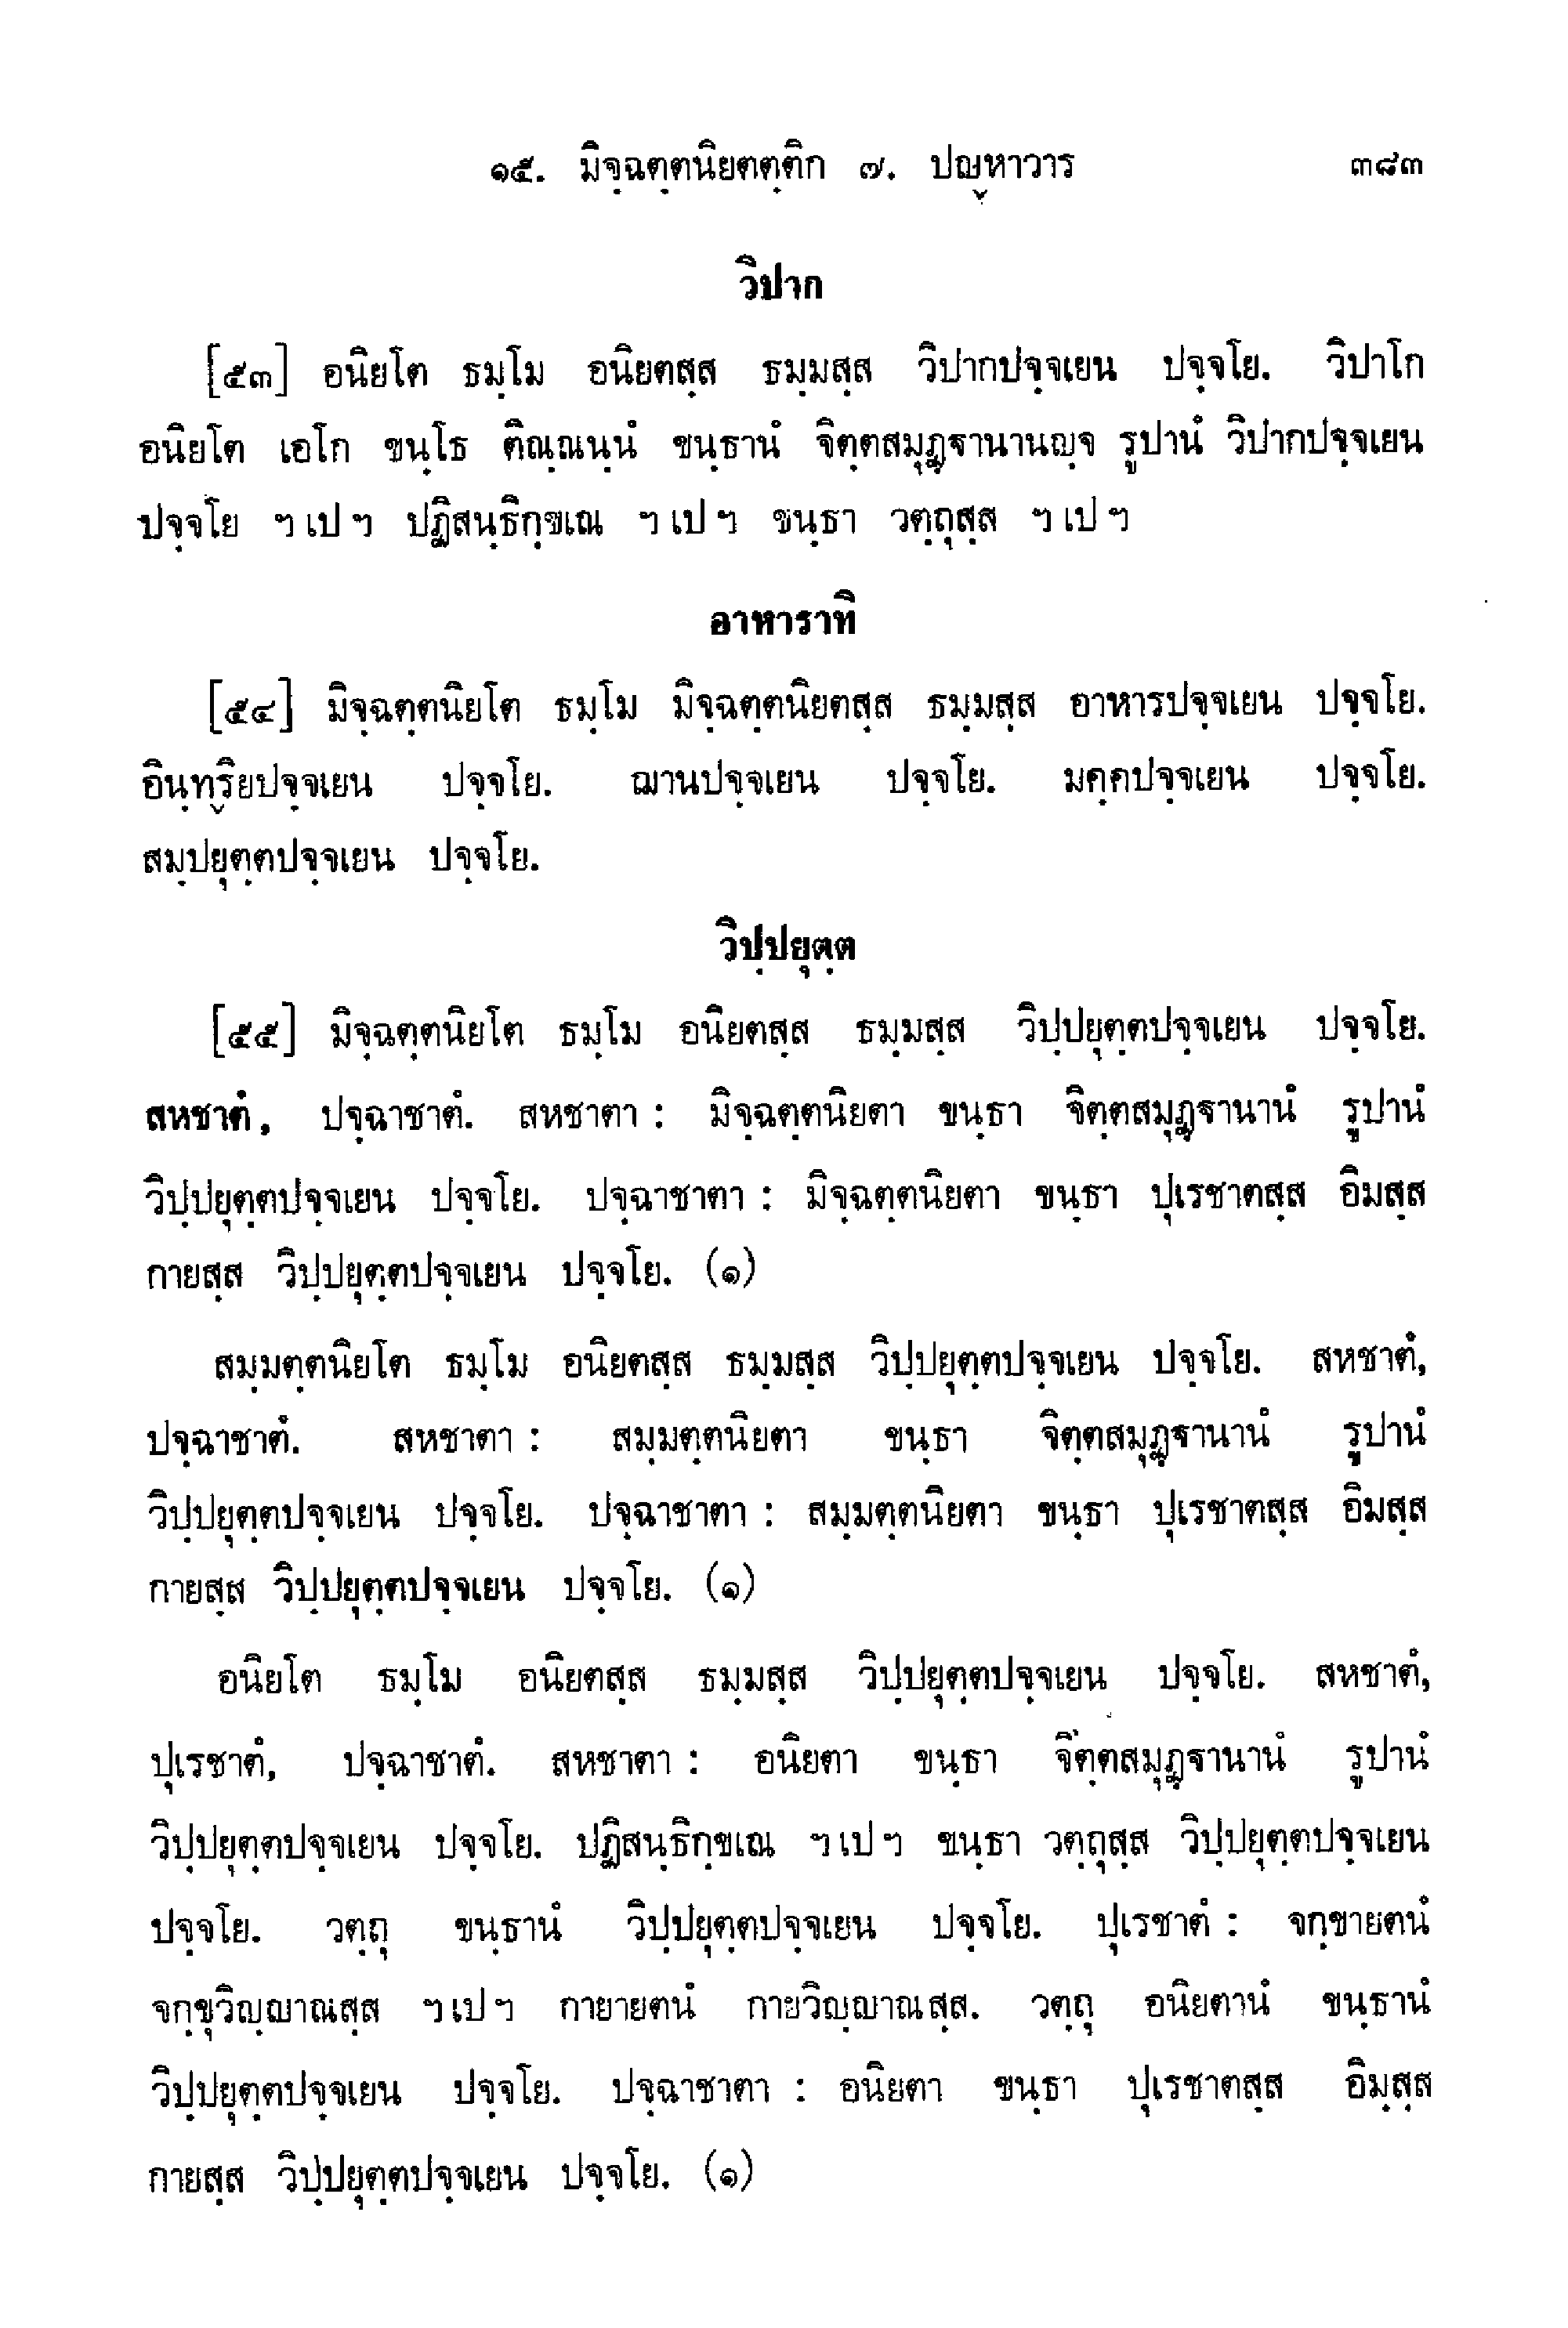 ๑๕. มิจฺฉตฺตนิยตตฺติก ๗. ปญฺหาวาร ๓๘๓
วิปาก
[๕๓] อนิยโต ธมฺโม อนิยตสฺส ธมฺมสฺส วิปากปจฺจเยน ปจฺจโย. วิปาโก
อนิยโต เอโก ขนฺโธ ติณฺณนฺนํ ขนฺธานํ จิตฺตสมุฏฺฐานานญฺจ รูปานํ วิปากปจฺจเยน
ปจฺจโย ฯ เป ฯ ปฏิสนฺธิกฺขเณ ฯ เป ฯ ขนฺธา วตฺถุสฺส ฯ เป ฯ
อาหาราทิ
[๕๔] มิจฺฉตฺตนิยโต ธมฺโม มิจฺฉตฺตนิยตสฺส ธมฺมสฺส อาหารปจฺจเยน ปจฺจโย.
อินฺทฺริยปจฺจเยน ปจฺจโย. ฌานปจฺจเยน ปจฺจโย. มคฺคปจฺจเยน ปจฺจโย.
สมฺปยุตฺตปจฺจเยน ปจฺจโย.
วิปฺปยุตฺต
[๕๕] มิจฺฉตฺตนิยโต ธมฺโม อนิยตสฺส ธมฺมสฺส วิปฺปยุตฺตปจฺจเยน ปจฺจโย.
สหชาตํ, ปจฺฉาชาตํ. สหชาตา : มิจฺฉตฺตนิยตา ขนฺธา จิตฺตสมุฏฺฐานานํ รูปานํ
วิปฺปยุตฺตปจฺจเยน ปจฺจโย. ปจฺฉาชาตา : มิจฺฉตฺตนิยตา ขนฺธา ปุเรชาตสฺส อิมสฺส
กายสฺส วิปฺปยุตฺตปจฺจเยน ปจฺจโย. (๑)
สมฺมตฺตนิยโต ธมฺโม อนิยตสฺส ธมฺมสฺส วิปฺปยุตฺตปจฺจเยน ปจฺจโย. สหชาตํ,
ปจฺฉาชาตํ. สหชาตา : สมฺมตฺตนิยตา ขนฺธา จิตฺตสมุฏฺฐานานํ รูปานํ
วิปฺปยุตฺตปจฺจเยน ปจฺจโย. ปจฺฉาชาตา : สมฺมตฺตนิยตา ขนฺธา ปุเรชาตสฺส อิมสฺส
กายสฺส วิปฺปยุตฺตปจฺจเยน ปจฺจโย. (๑)
อนิยโต ธมฺโม อนิยตสฺส ธมฺมสฺส วิปฺปยุตฺตปจฺจเยน ปจฺจโย. สหชาตํ,
ปุเรชาตํ, ปจฺฉาชาตํ. สหชาตา : อนิยตา ขนฺธา จิตฺตสมุฏฺฐานานํ รูปานํ
วิปฺปยุตฺตปจฺจเยน ปจฺจโย. ปฏิสนฺธิกฺขเณ ฯ เป ฯ ขนฺธา วตฺถุสฺส วิปฺปยุตฺตปจฺจเยน
ปจฺจโย. วตฺถุ ขนฺธานํ วิปฺปยุตฺตปจฺจเยน ปจฺจโย. ปุเรชาตํ : จกฺขายตนํ
จกฺขุวิญฺญาณสฺส ฯ เป ฯ กายายตนํ กายวิญฺญาณสฺส. วตฺถุ อนิยตานํ ขนฺธานํ
วิปฺปยุตฺตปจฺจเยน ปจฺจโย. ปจฺฉาชาตา : อนิยตา ขนฺธา ปุเรชาตสฺส อิมฺสฺส
กายสฺส วิปฺปยุตฺตปจฺจเยน ปจฺจโย. (๑)